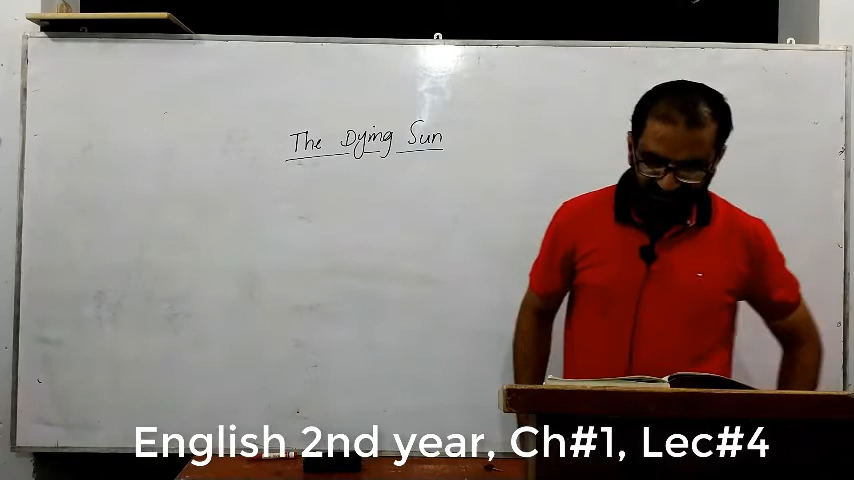 The Dying Sun
English 2nd year, Ch#1, Lec#4